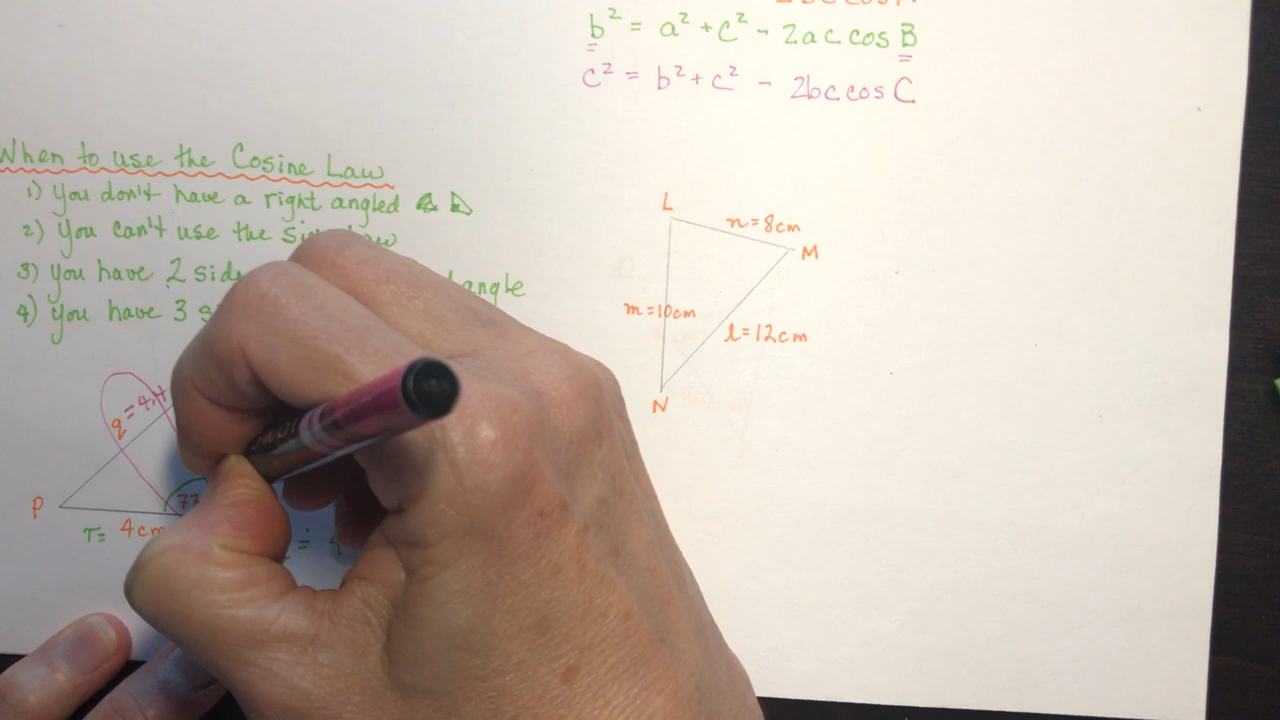 b² = a² + c² - 2ac cos B
c² = b² + c² - 2bc cos C
When to use the Cosine Law
1) You don't have a right angled
2) You can't use the
3) you have 2
angle
4) you have 3
L
n=8cm
M
m=10cm
l=12cm
N
q=4
P
77
r= 4cm